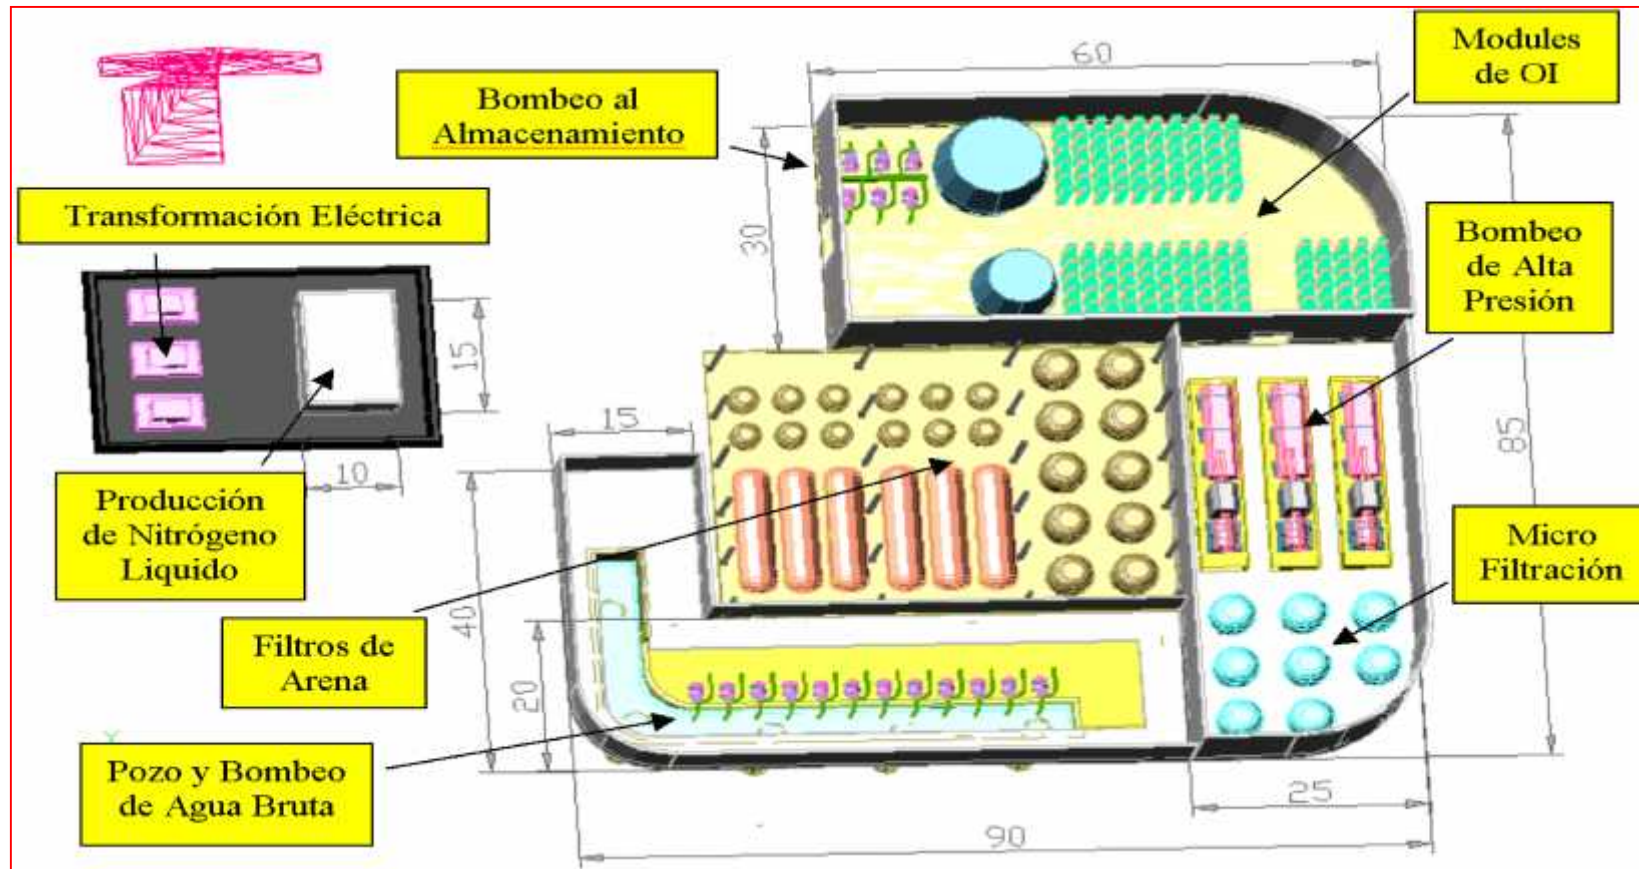 Modules
de OI
60
Bombeo al
Almacenamiento
30
Transformación Eléctrica
Bombeo
de Alta
Presión
15
15
85
10
Producción
de Nitrógeno
Liquido
40
Micro
Filtración
Filtros de
Arena
20
Y
Pozo y Bombeo
de Agua Bruta
25
90